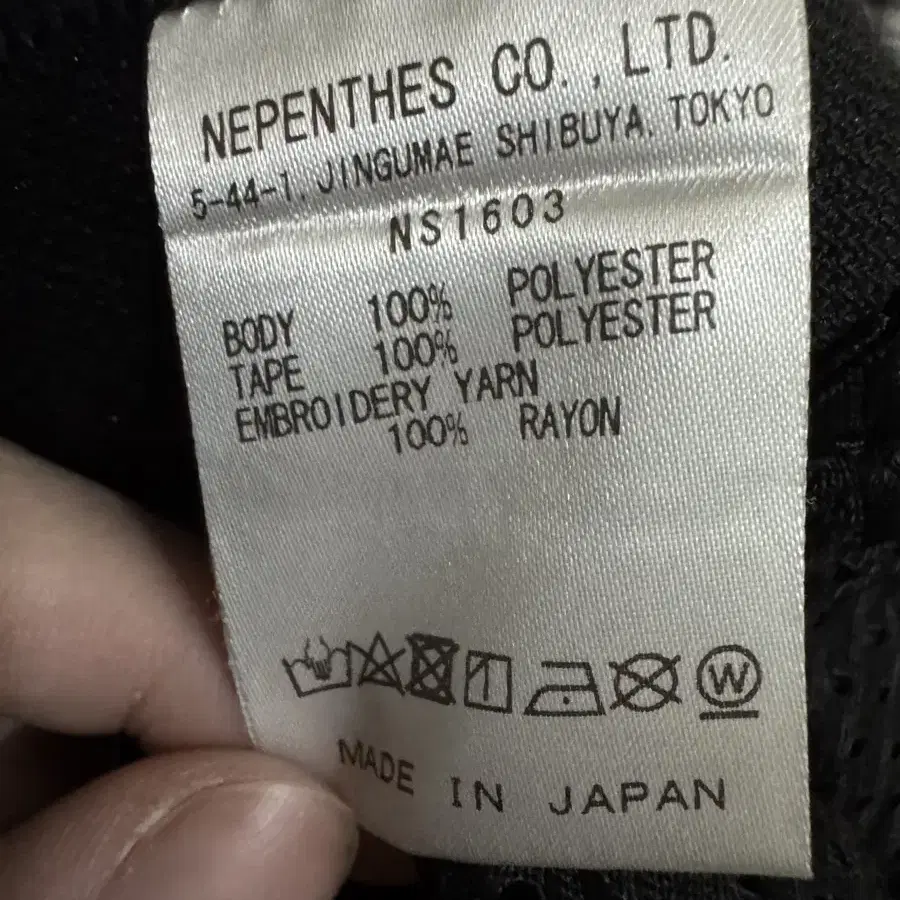 NEPENTHES CO., LTD.
5-44-1, JINGUMAE SHIBUYA, TOKYO
NS1603
BODY 100% POLYESTER
TAPE 100% POLYESTER
EMBROIDERY YARN
100% RAYON
W
MADE IN JAPAN